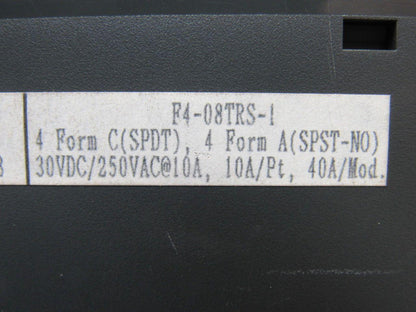 F4-08TRS-1
4 Form C(SPDT), 4 Form A(SPST-NO)
30VDC/250VAC@10A, 10A/Pt, 40A/Mod.